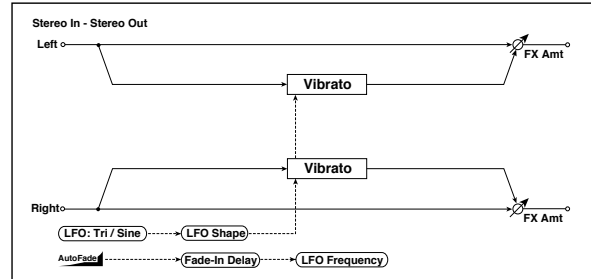 Stereo In - Stereo Out
Left
FX Amt
Vibrato
Vibrato
Right
FX Amt
LFO: Tri / Sine
LFO Shape
AutoFade
Fade-In Delay
LFO Frequency